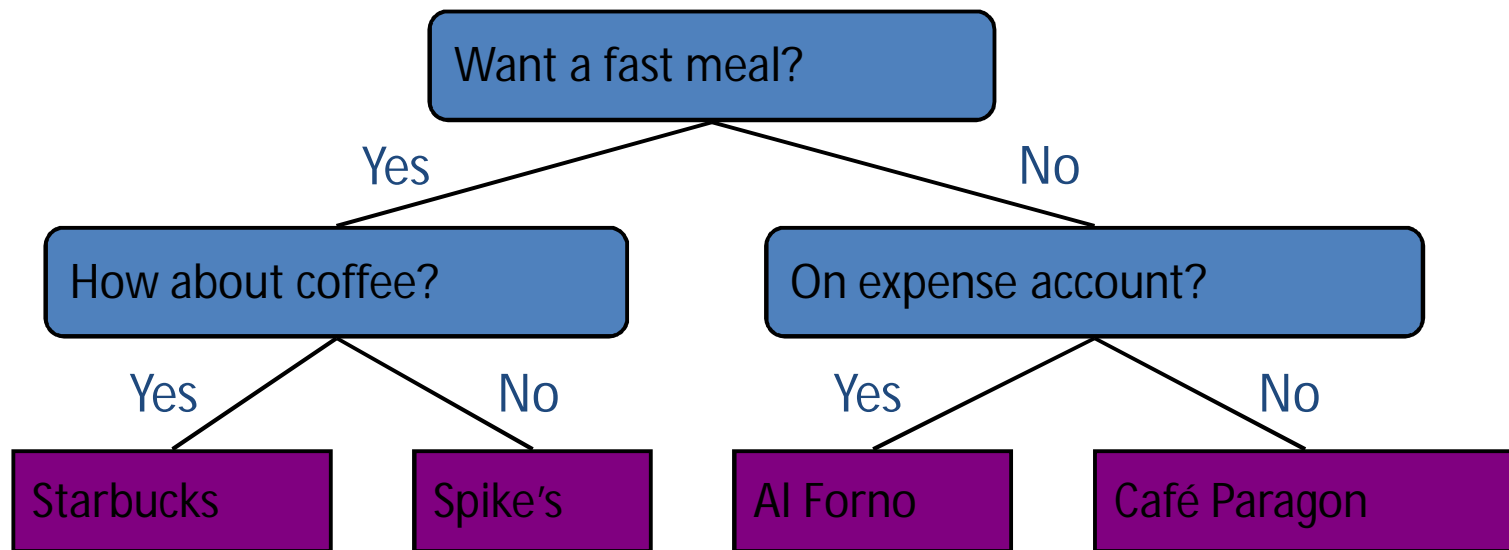 Want a fast meal?
Yes
No
How about coffee?
On expense account?
Yes
No
Yes
No
Starbucks
Spike’s
Al Forno
Café Paragon